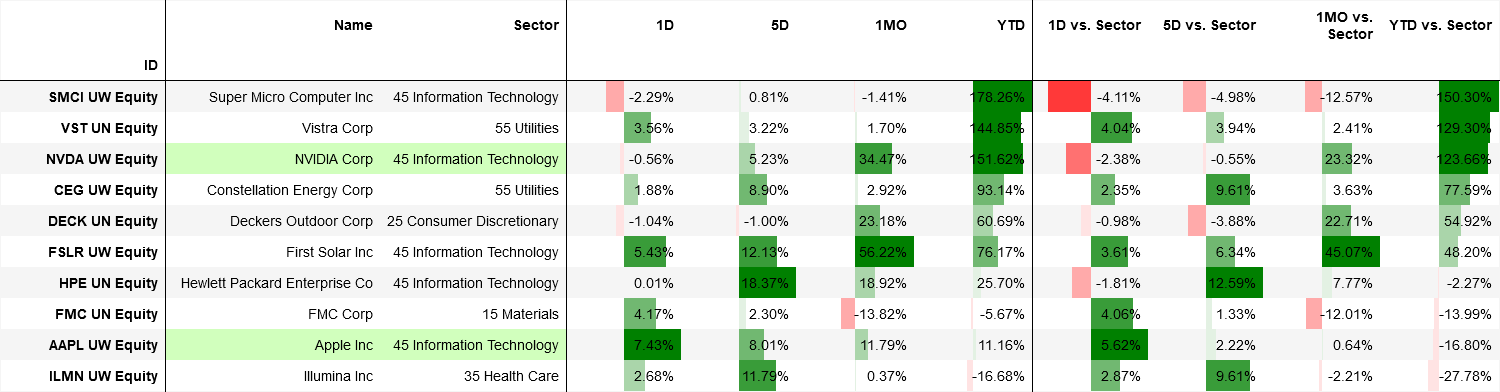 Name Sector 1D 5D 1MO YTD 1D vs. Sector 5D vs. Sector 1MO vs. Sector YTD vs. Sector
ID
SMCI UW Equity Super Micro Computer Inc 45 Information Technology -2.29% 0.81% -1.41% 178.26% -4.11% -4.98% -12.57% 150.30%
VST UN Equity Vistra Corp 55 Utilities 3.56% 3.22% 1.70% 144.85% 4.04% 3.94% 2.41% 129.30%
NVDA UW Equity NVIDIA Corp 45 Information Technology -0.56% 5.23% 34.47% 151.62% -2.38% -0.55% 23.32% 123.66%
CEG UW Equity Constellation Energy Corp 55 Utilities 1.88% 8.90% 2.92% 93.14% 2.35% 9.61% 3.63% 77.59%
DECK UN Equity Deckers Outdoor Corp 25 Consumer Discretionary -1.04% -1.00% 23.18% 60.69% -0.98% -3.88% 22.71% 54.92%
FSLR UW Equity First Solar Inc 45 Information Technology 5.43% 12.13% 56.22% 76.17% 3.61% 6.34% 45.07% 48.20%
HPE UN Equity Hewlett Packard Enterprise Co 45 Information Technology 0.01% 18.37% 18.92% 25.70% -1.81% 12.59% 7.77% -2.27%
FMC UN Equity FMC Corp 15 Materials 4.17% 2.30% -13.82% -5.67% 4.06% 1.33% -12.01% -13.99%
AAPL UW Equity Apple Inc 45 Information Technology 7.43% 8.01% 11.79% 11.16% 5.62% 2.22% 0.64% -16.80%
ILMN UW Equity Illumina Inc 35 Health Care 2.68% 11.79% 0.37% -16.68% 2.87% 9.61% -2.21% -27.78%